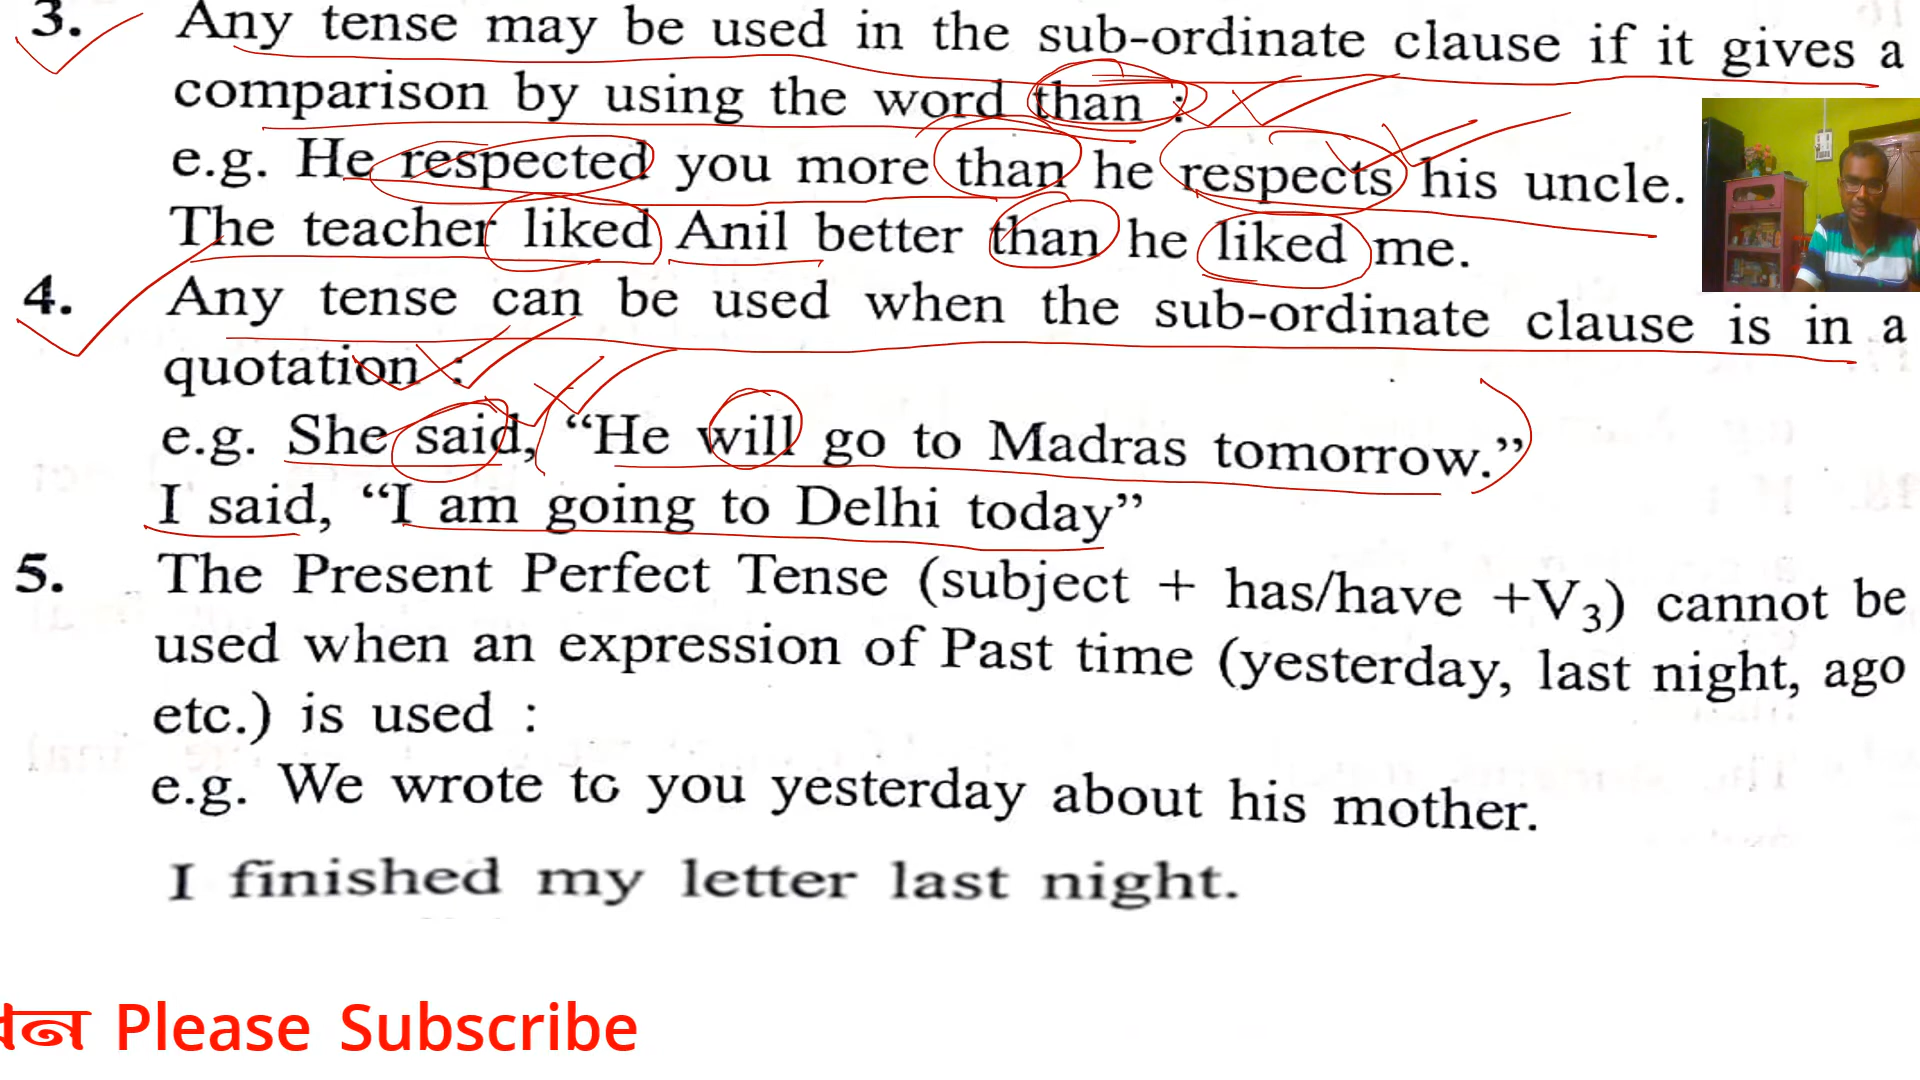 3. Any tense may be used in the sub-ordinate clause if it gives a
comparison by using the word than :
e.g. He respected you more than he respects his uncle.
The teacher liked Anil better than he liked me.
4. Any tense can be used when the sub-ordinate clause is in a
quotation :
e.g. She said, “He will go to Madras tomorrow.”
I said, “I am going to Delhi today”
5. The Present Perfect Tense (subject + has/have +V₃) cannot be
used when an expression of Past time (yesterday, last night, ago
etc.) is used :
e.g. We wrote to you yesterday about his mother.
I finished my letter last night.
Please Subscribe